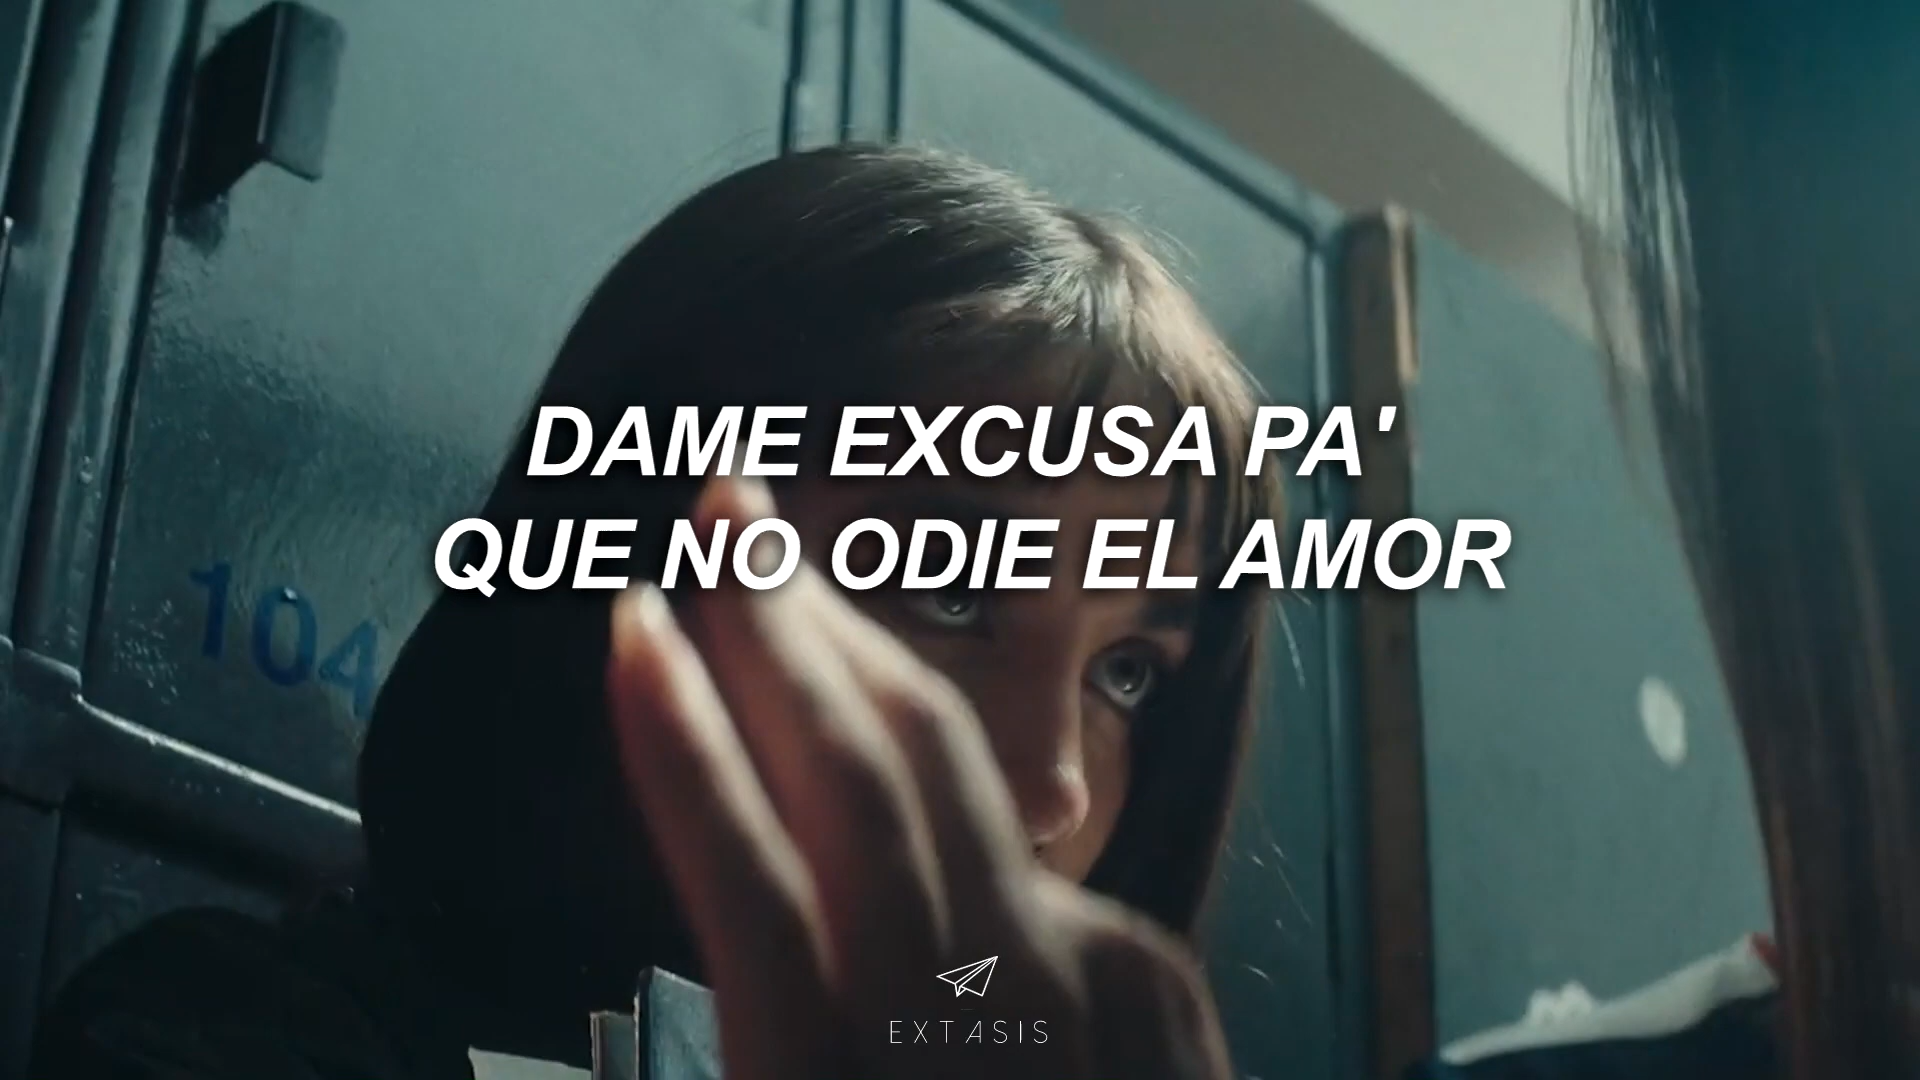 DAME EXCUSA PA'
QUE NO ODIE EL AMOR
104
EXTASIS